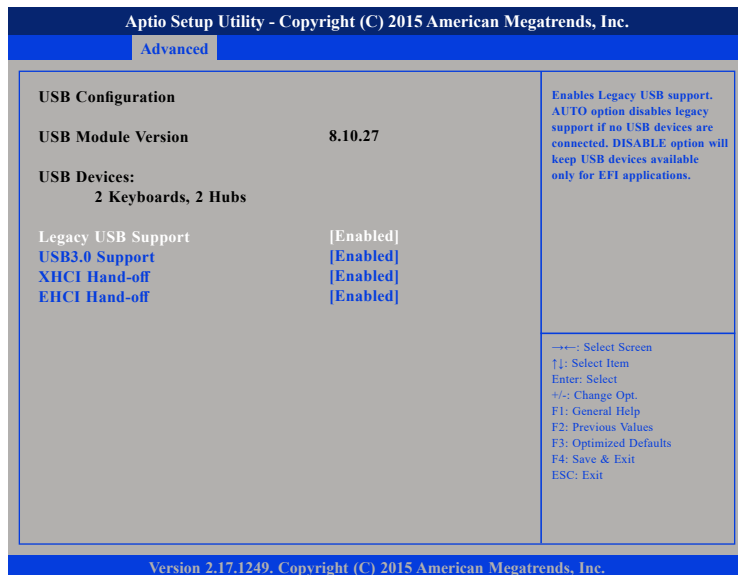 Aptio Setup Utility - Copyright (C) 2015 American Megatrends, Inc.
Advanced
USB Configuration
USB Module Version 8.10.27
USB Devices:
2 Keyboards, 2 Hubs
Legacy USB Support [Enabled]
USB3.0 Support [Enabled]
XHCI Hand-off [Enabled]
EHCI Hand-off [Enabled]
Enables Legacy USB support.
AUTO option disables legacy
support if no USB devices are
connected. DISABLE option will
keep USB devices available
only for EFI applications.
→←: Select Screen
↑↓: Select Item
Enter: Select
+/-: Change Opt.
F1: General Help
F2: Previous Values
F3: Optimized Defaults
F4: Save & Exit
ESC: Exit
Version 2.17.1249. Copyright (C) 2015 American Megatrends, Inc.